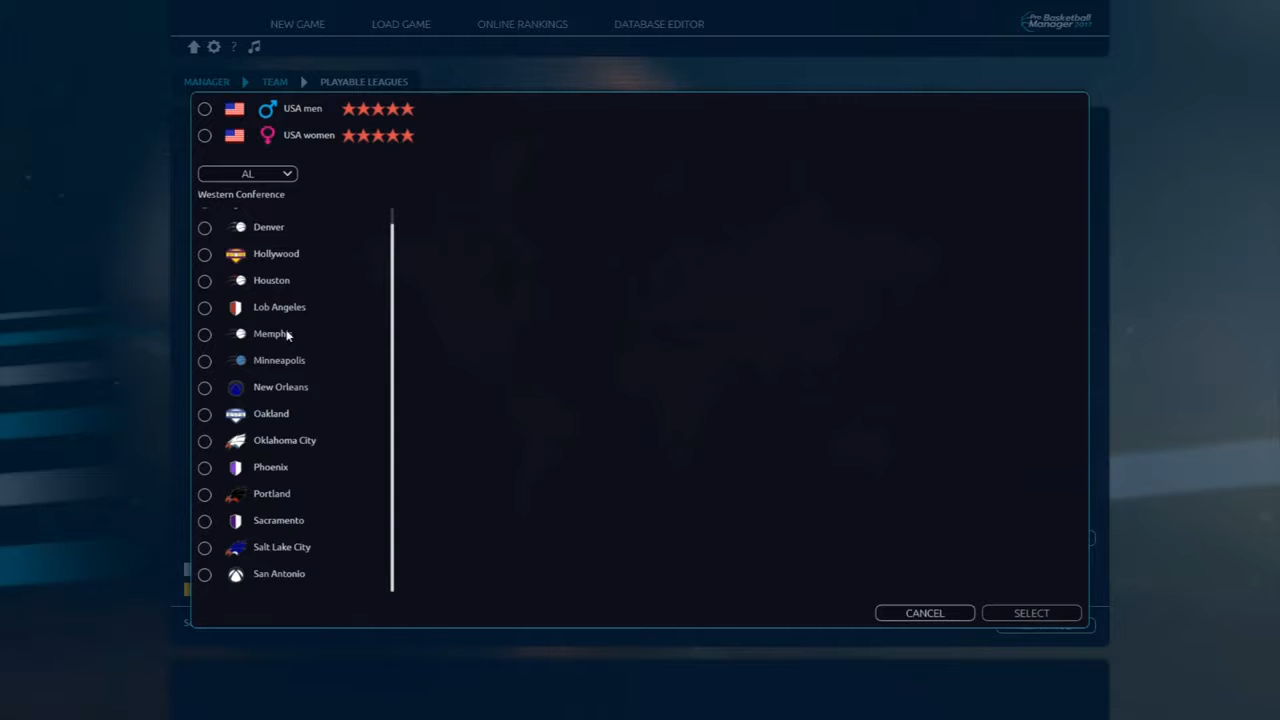 NEW GAME LOAD GAME ONLINE RANKINGS DATABASE EDITOR
Pro Basketball
Manager 2017
?
MANAGER TEAM PLAYABLE LEAGUES
USA men
USA women
AL
Western Conference
Denver
Hollywood
Houston
Lob Angeles
Memphis
Minneapolis
New Orleans
Oakland
Oklahoma City
Phoenix
Portland
Sacramento
Salt Lake City
San Antonio
CANCEL SELECT